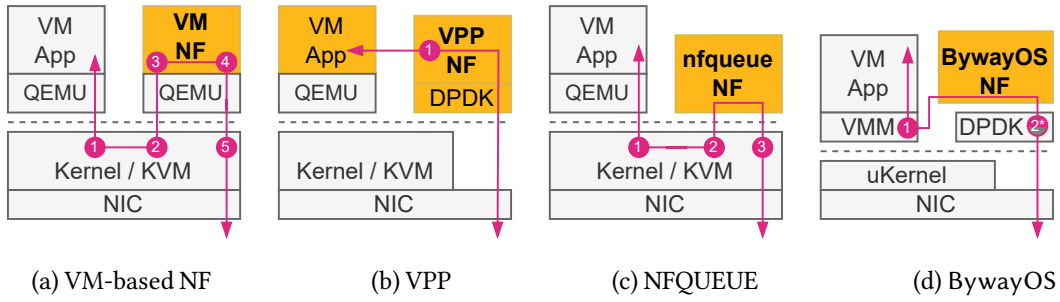 VM
App
QEMU
VM
NF
3
4
QEMU
1
2
5
Kernel / KVM
NIC
(a) VM-based NF
VM
App
QEMU
1
VPP
NF
DPDK
Kernel / KVM
NIC
(b) VPP
VM
App
QEMU
nfqueue
NF
1
2
3
Kernel / KVM
NIC
(c) NFQUEUE
VM
App
VMM
1
BywayOS
NF
DPDK
2*
uKernel
NIC
(d) BywayOS